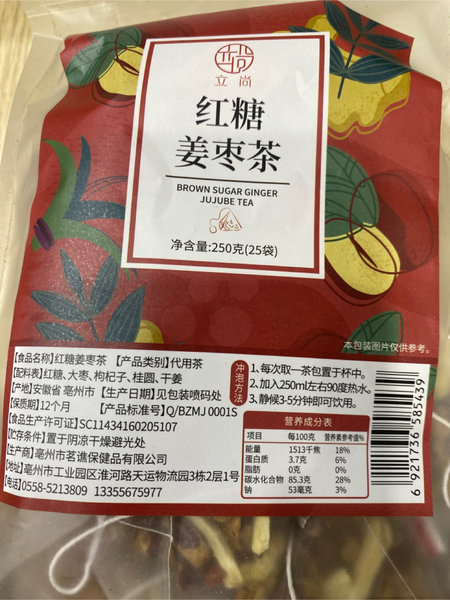 立尚
红糖
姜枣茶
BROWN SUGAR GINGER
JUJUBE TEA
净含量:250克(25袋)
本包装图片仅供参考。
【食品名称】红糖姜枣茶 【产品类别】代用茶
【配料表】红糖、大枣、枸杞子、桂圆、干姜
【产地】安徽省 亳州市 【生产日期】见包装喷码处
【保质期】12个月 【产品标准号】Q/BZMJ 0001S
【食品生产许可证】SC11434160205107
【贮存条件】置于阴凉干燥避光处
【生产商】亳州市茗谯保健品有限公司
【地址】亳州市工业园区淮河路天运物流园3栋2层1号
【电话】0558-5213809 13355675977
冲泡方法
1、每次取一茶包置于杯中。
2、加入250ml左右90度热水。
3、静候3-5分钟即可饮用。
营养成分表
项目 每100克 营养素参考值%
能量 1513千焦 18%
蛋白质 3.7克 6%
脂肪 0克 0%
碳水化合物 85.3克 28%
钠 53毫克 3%
6 921736 585439